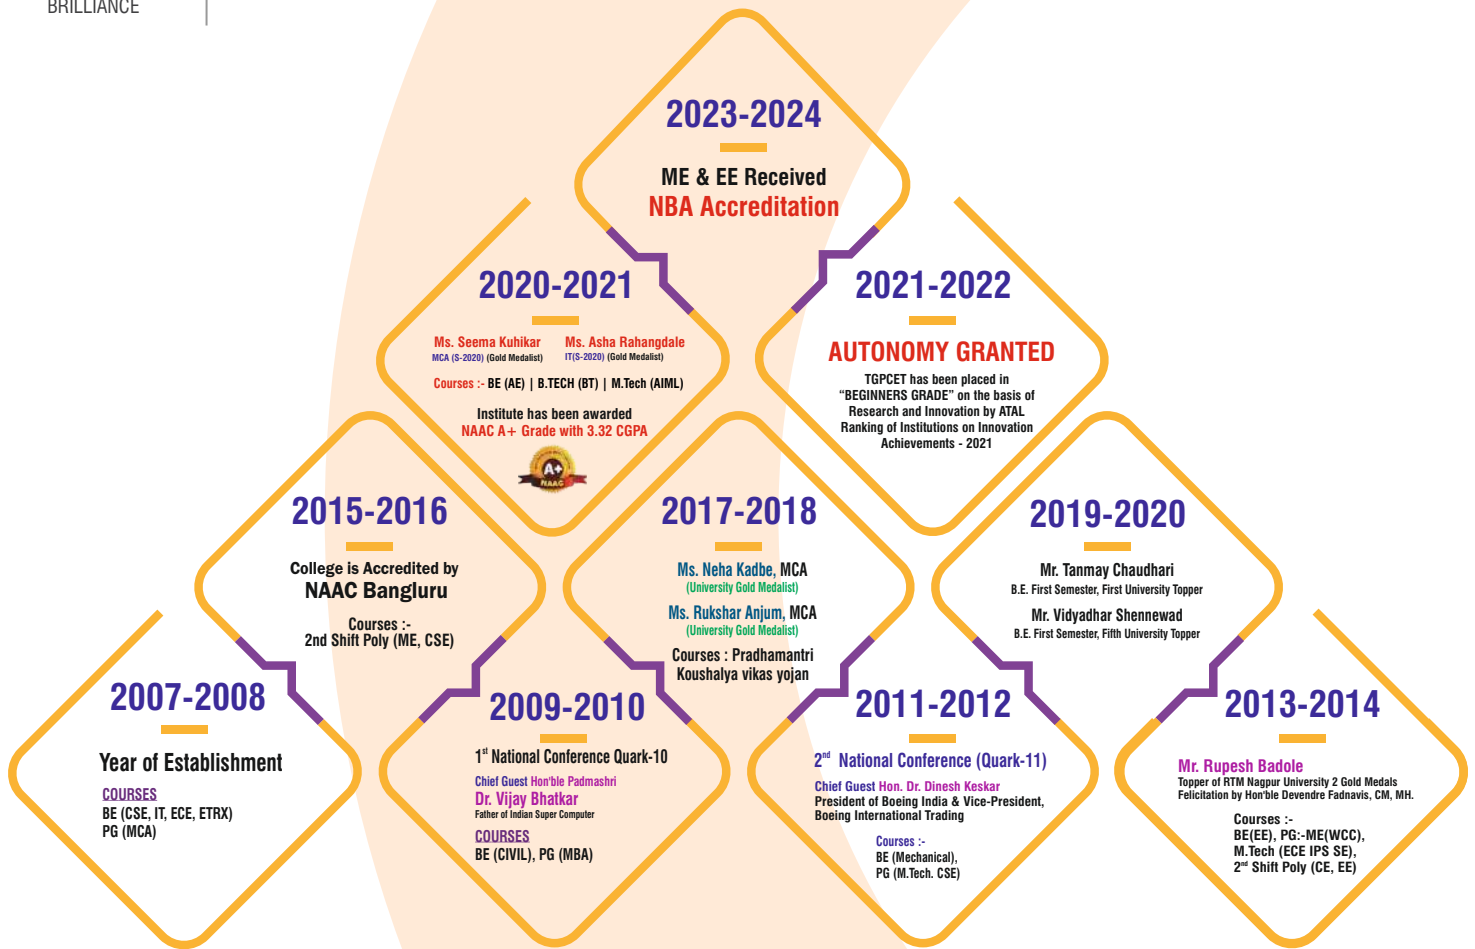 BRILLIANCE
2023-2024
ME & EE Received
NBA Accreditation
2020-2021
Ms. Seema Kuhikar
MCA (S-2020) (Gold Medalist)
Ms. Asha Rahangdale
IT(S-2020) (Gold Medalist)
Courses :- BE (AE) | B.TECH (BT) | M.Tech (AIML)
Institute has been awarded
NAAC A+ Grade with 3.32 CGPA
A+
NAAC
2021-2022
AUTONOMY GRANTED
TGPCET has been placed in
“BEGINNERS GRADE” on the basis of
Research and Innovation by ATAL
Ranking of Institutions on Innovation
Achievements - 2021
2015-2016
College is Accredited by
NAAC Bangluru
Courses :-
2nd Shift Poly (ME, CSE)
2017-2018
Ms. Neha Kadbe, MCA
(University Gold Medalist)
Ms. Rukshar Anjum, MCA
(University Gold Medalist)
Courses : Pradhamantri
Koushalya vikas yojan
2019-2020
Mr. Tanmay Chaudhari
B.E. First Semester, First University Topper
Mr. Vidyadhar Shennewad
B.E. First Semester, Fifth University Topper
2007-2008
Year of Establishment
COURSES
BE (CSE, IT, ECE, ETRX)
PG (MCA)
2009-2010
1st National Conference Quark-10
Chief Guest Hon'ble Padmashri
Dr. Vijay Bhatkar
Father of Indian Super Computer
COURSES
BE (CIVIL), PG (MBA)
2011-2012
2nd National Conference (Quark-11)
Chief Guest Hon. Dr. Dinesh Keskar
President of Boeing India & Vice-President,
Boeing International Trading
Courses :-
BE (Mechanical),
PG (M.Tech. CSE)
2013-2014
Mr. Rupesh Badole
Topper of RTM Nagpur University 2 Gold Medals
Felicitation by Hon'ble Devendre Fadnavis, CM, MH.
Courses :-
BE(EE), PG:-ME(WCC),
M.Tech (ECE IPS SE),
2nd Shift Poly (CE, EE)